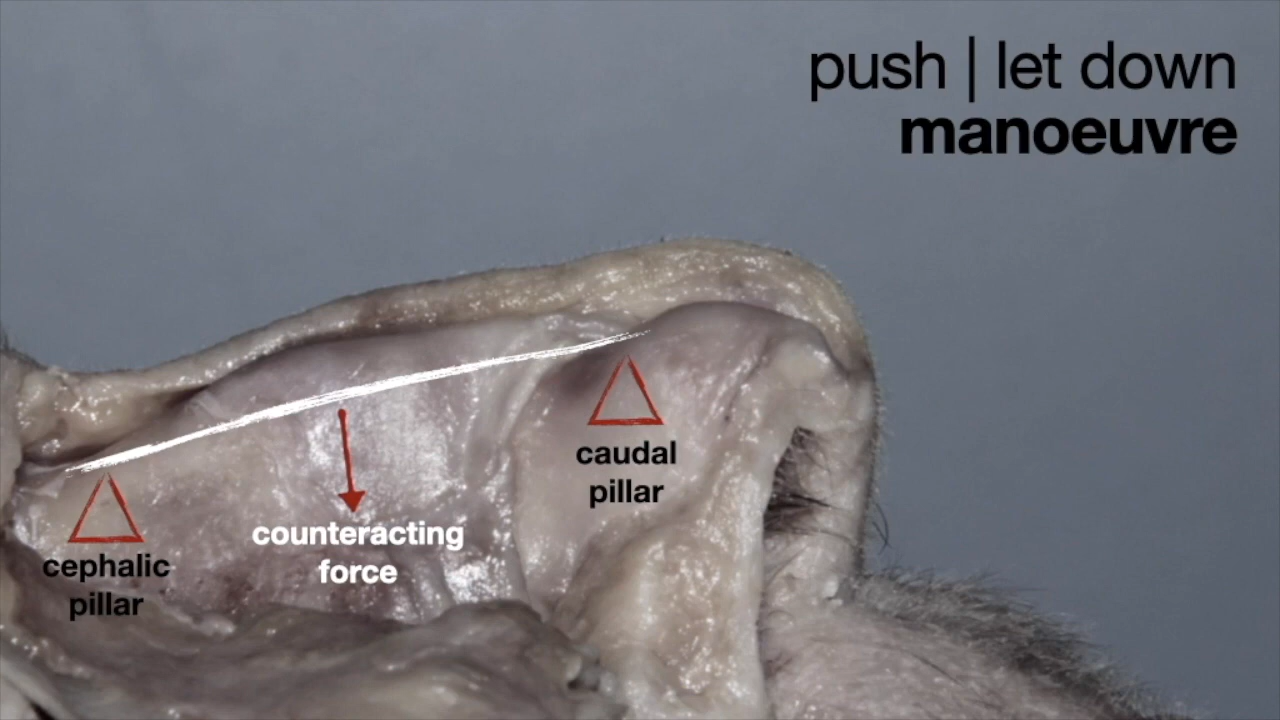 push | let down
manoeuvre
caudal
pillar
counteracting
force
cephalic
pillar